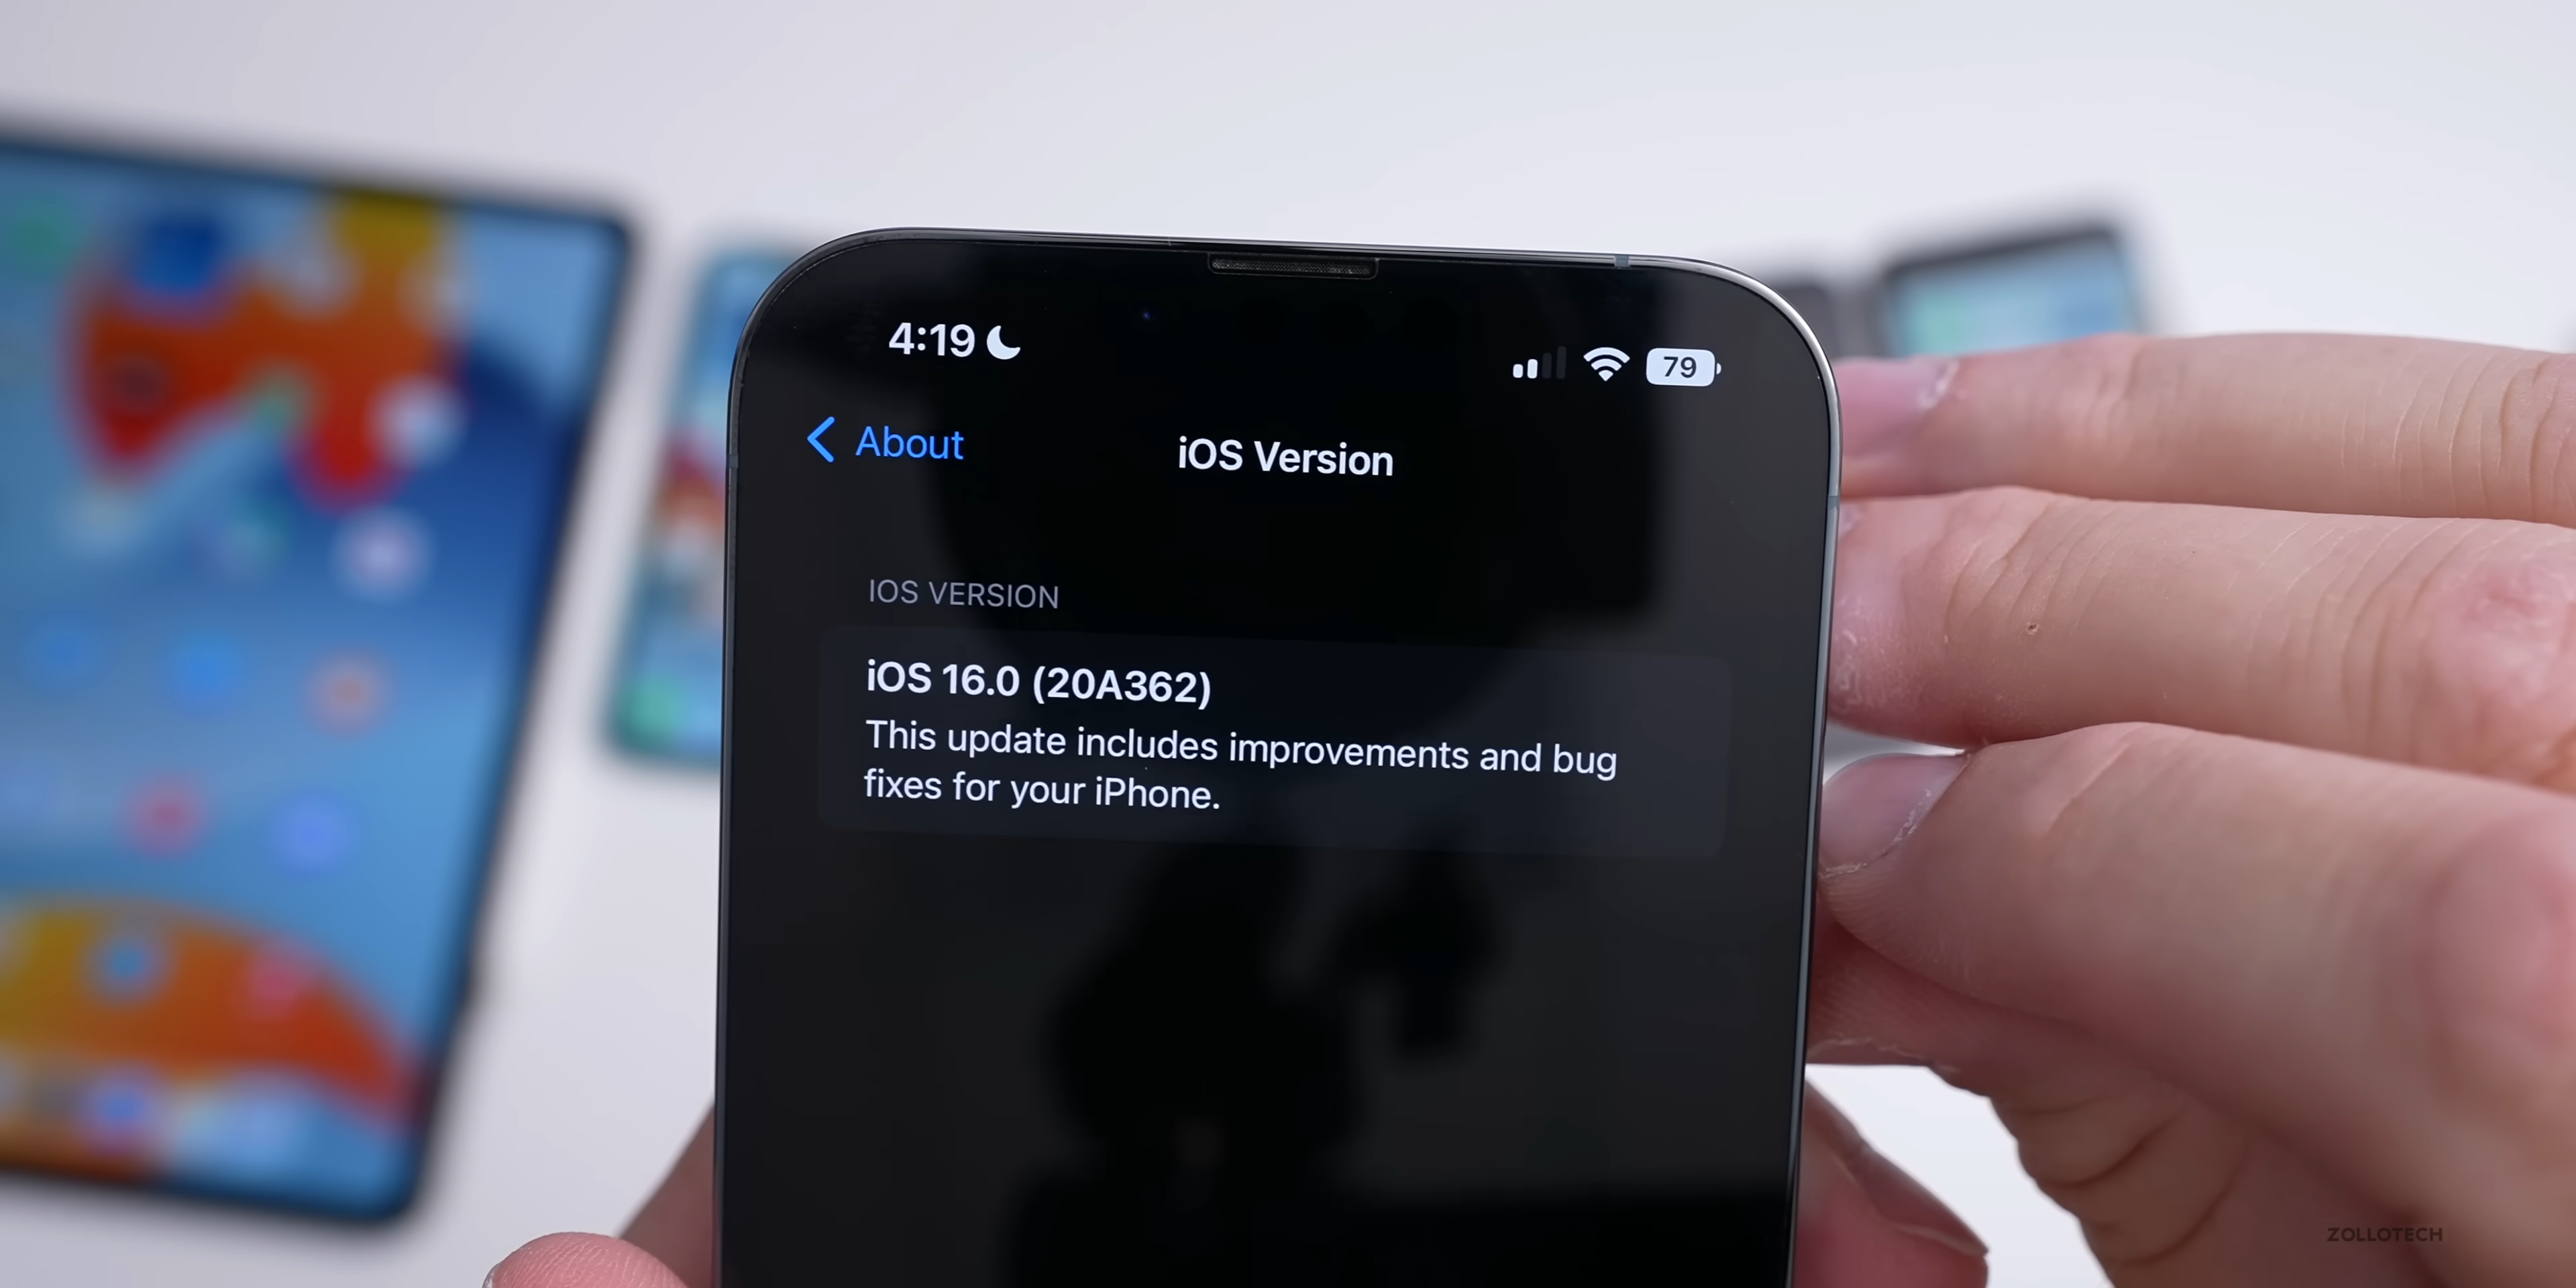 4:19
79
About
iOS Version
IOS VERSION
iOS 16.0 (20A362)
This update includes improvements and bug
fixes for your iPhone.
ZOLLOTECH